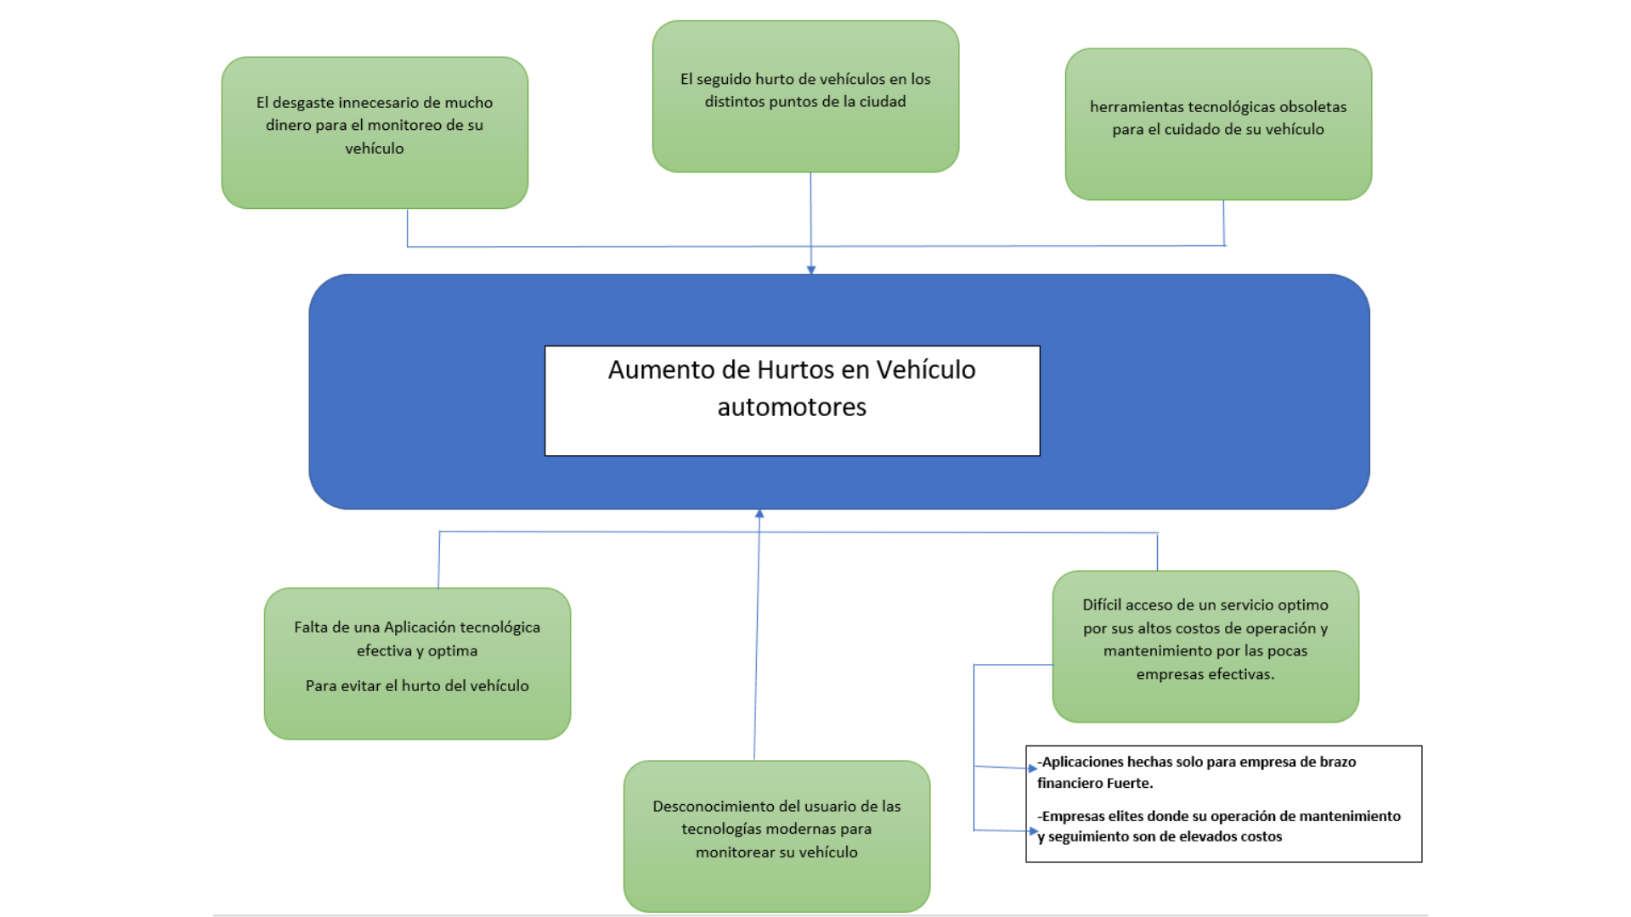 El desgaste innecesario de mucho
dinero para el monitoreo de su
vehículo
El seguido hurto de vehículos en los
distintos puntos de la ciudad
herramientas tecnológicas obsoletas
para el cuidado de su vehículo
Aumento de Hurtos en Vehículo
automotores
Falta de una Aplicación tecnológica
efectiva y optima
Para evitar el hurto del vehículo
Desconocimiento del usuario de las
tecnologías modernas para
monitorear su vehículo
Difícil acceso de un servicio optimo
por sus altos costos de operación y
mantenimiento por las pocas
empresas efectivas.
-Aplicaciones hechas solo para empresa de brazo
financiero Fuerte.
-Empresas elites donde su operación de mantenimiento
y seguimiento son de elevados costos